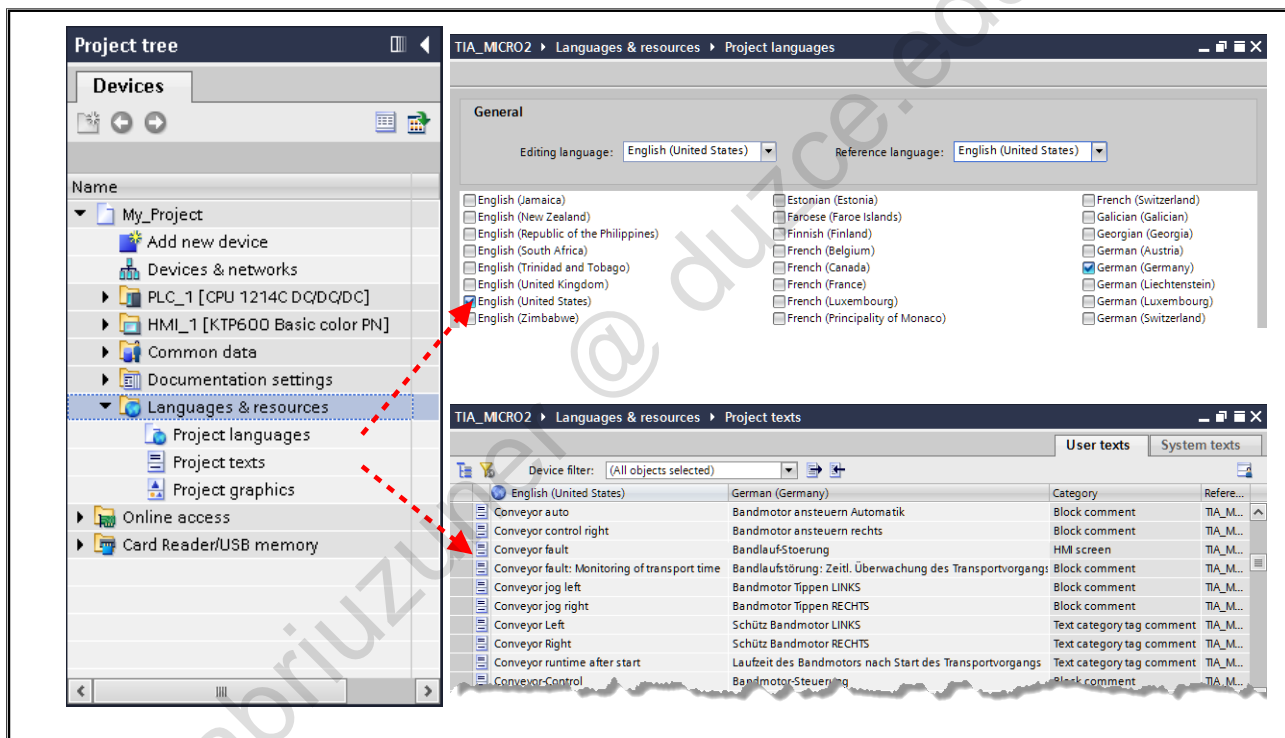 Project tree
Devices
Name
My_Project
Add new device
Devices & networks
PLC_1 [CPU 1214C DC/DC/DC]
HMI_1 [KTP600 Basic color PN]
Common data
Documentation settings
Languages & resources
Project languages
Project texts
Project graphics
Online access
Card Reader/USB memory
TIA_MICRO2 Languages & resources Project languages
General
Editing language: English (United States) Reference language: English (United States)
English (Jamaica) Estonian (Estonia) French (Switzerland)
English (New Zealand) Faroese (Faroe Islands) Galician (Galician)
English (Republic of the Philippines) Finnish (Finland) Georgian (Georgia)
English (South Africa) French (Belgium) German (Austria)
English (Trinidad and Tobago) French (Canada) German (Germany)
English (United Kingdom) French (France) German (Liechtenstein)
English (United States) French (Luxembourg) German (Luxembourg)
English (Zimbabwe) French (Principality of Monaco) German (Switzerland)
TIA_MICRO2 Languages & resources Project texts
User texts System texts
Device filter: (All objects selected)
English (United States) German (Germany) Category Refere...
Conveyor auto Bandmotor ansteuern Automatik Block comment TIA_M...
Conveyor control right Bandmotor ansteuern rechts Block comment TIA_M...
Conveyor fault Bandlauf-Stoerung HMI screen TIA_M...
Conveyor fault: Monitoring of transport time Bandlaufstörung: Zeitl. Überwachung des Transportvorgangs Block comment TIA_M...
Conveyor jog left Bandmotor Tippen LINKS Block comment TIA_M...
Conveyor jog right Bandmotor Tippen RECHTS Block comment TIA_M...
Conveyor Left Schütz Bandmotor LINKS Text category tag comment TIA_M...
Conveyor Right Schütz Bandmotor RECHTS Text category tag comment TIA_M...
Conveyor runtime after start Laufzeit des Bandmotors nach Start des Transportvorgangs Text category tag comment TIA_M...
Conveyor-Control Bandmotor-Steuerung Block comment TIA_M...
briuzuner @ duzce.ed